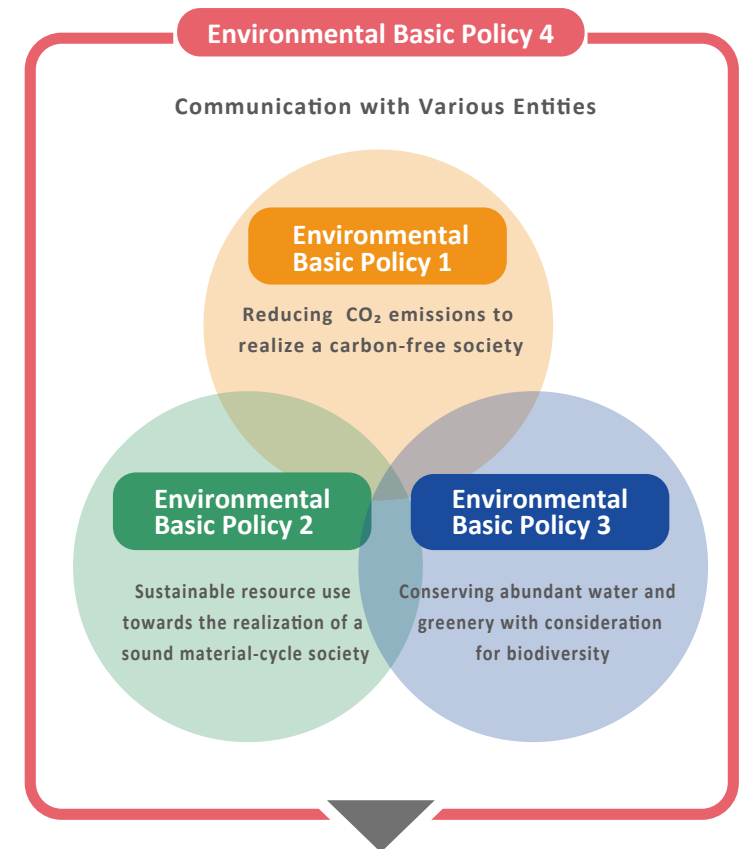 Environmental Basic Policy 4
Communication with Various Entities
Environmental
Basic Policy 1
Reducing CO₂ emissions to
realize a carbon-free society
Environmental
Basic Policy 2
Sustainable resource use
towards the realization of a
sound material-cycle society
Environmental
Basic Policy 3
Conserving abundant water and
greenery with consideration
for biodiversity